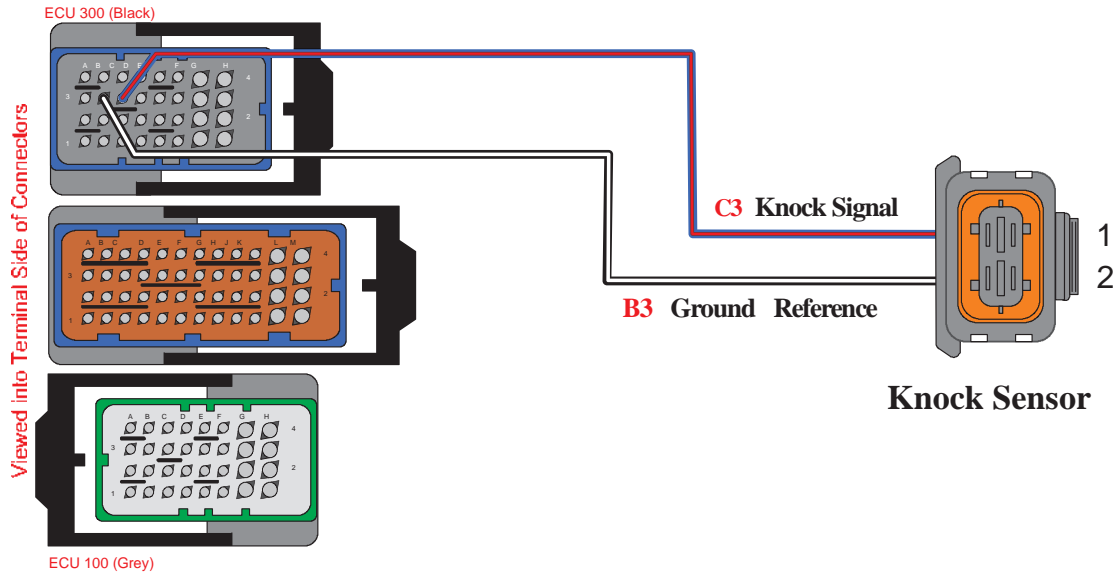 ECU 300 (Black)
A B C D E F G H
4
3
2
1
Viewed into Terminal Side of Connectors
C3 Knock Signal
1
2
B3 Ground Reference
Knock Sensor
A B C D E F G H J K L M
4
3
2
1
A B C D E F G H
4
3
2
1
ECU 100 (Grey)